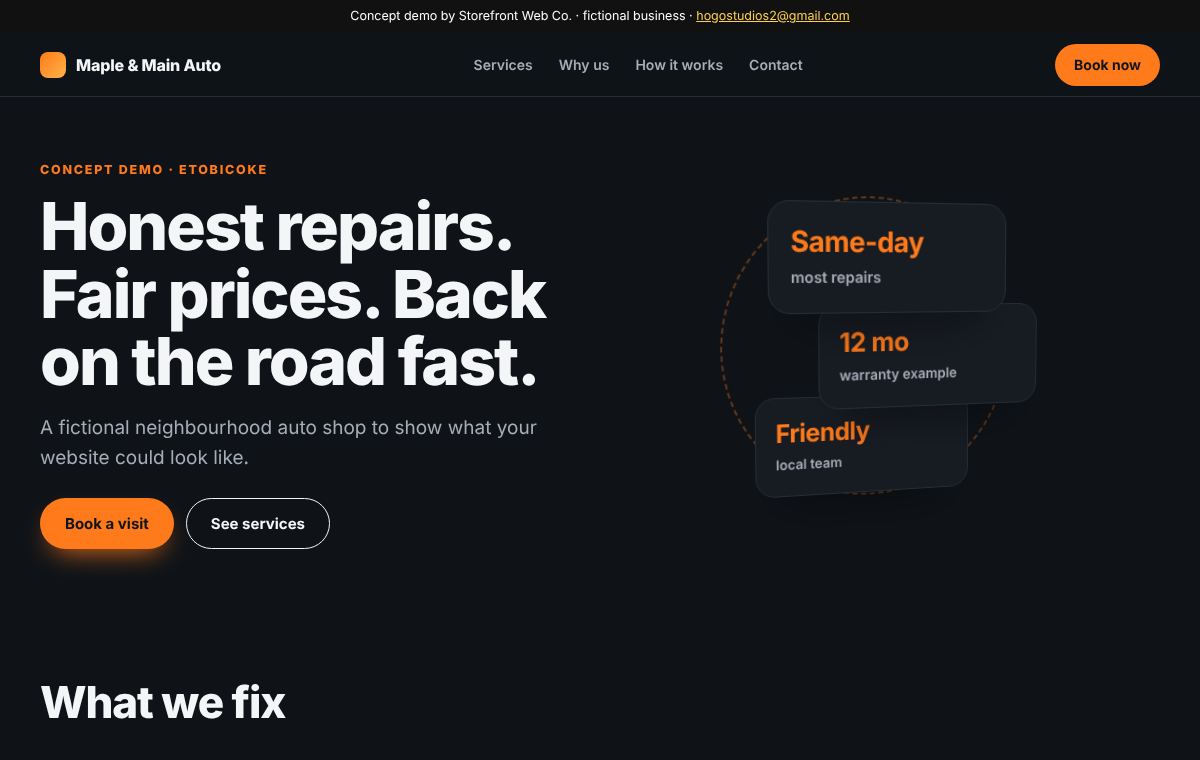 Concept demo by Storefront Web Co. · fictional business · hogostudios2@gmail.com
Maple & Main Auto
Services
Why us
How it works
Contact
Book now
CONCEPT DEMO · ETOBICOKE
Honest repairs.
Fair prices. Back
on the road fast.
A fictional neighbourhood auto shop to show what your
website could look like.
Book a visit
See services
Same-day
most repairs
12 mo
warranty example
Friendly
local team
What we fix